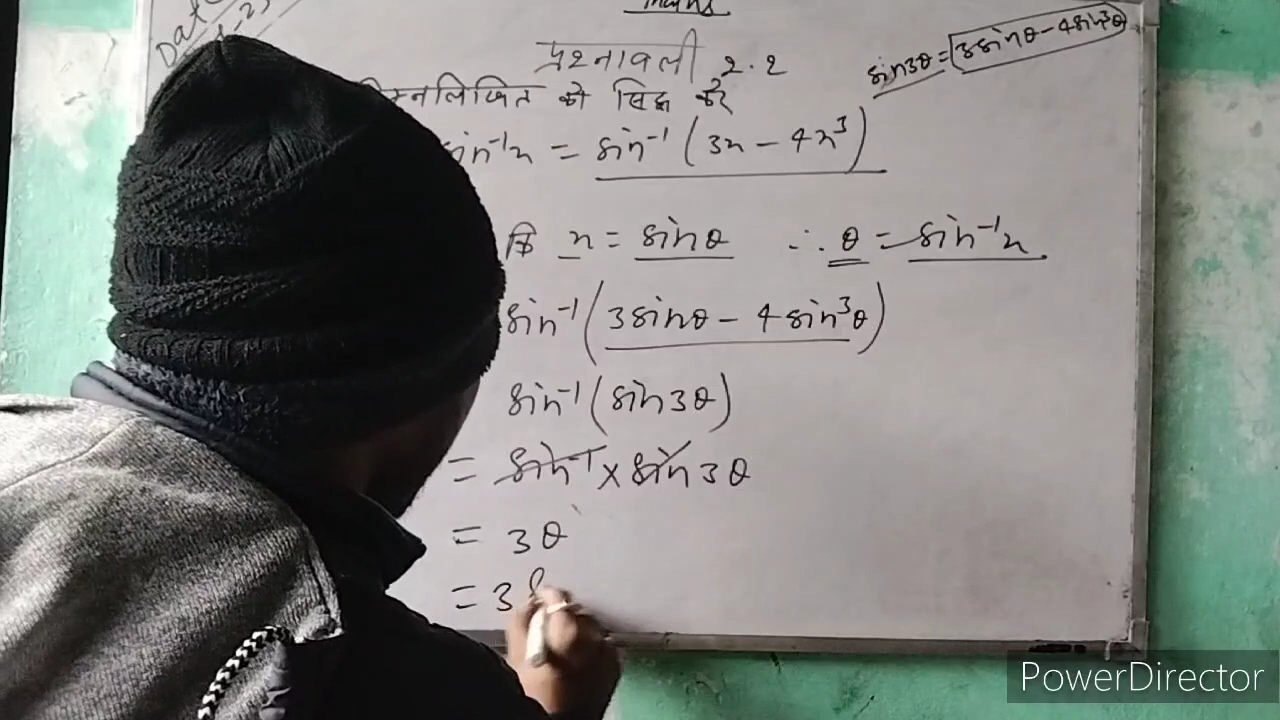 Maths
Date
sin3θ = 3sinθ - 4sin³θ
प्रश्नावली 2.2
निम्नलिखित को सिद्ध करें
sin⁻¹x = sin⁻¹(3x - 4x³)
कि x = sinθ ∴ θ = sin⁻¹x
sin⁻¹(3sinθ - 4sin³θ)
sin⁻¹(sin3θ)
= sin⁻¹ × sin3θ
= 3θ
= 3
PowerDirector